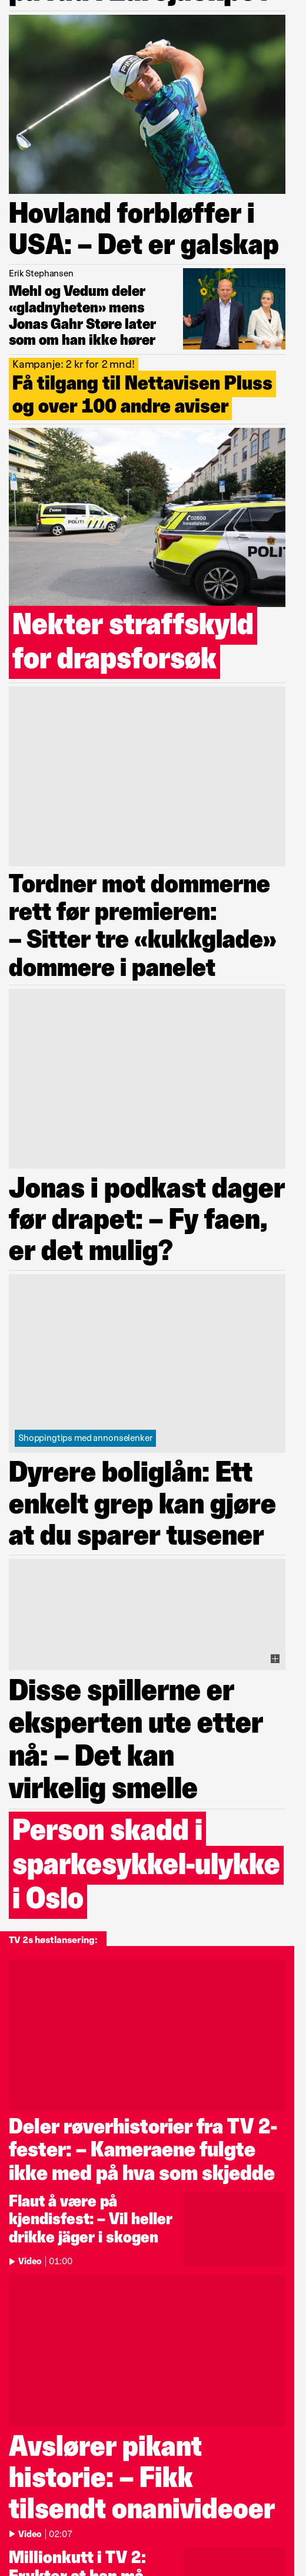 Hovland forbløffer i
USA: – Det er galskap
Erik Stephansen
Mehl og Vedum deler
«gladnyheten» mens
Jonas Gahr Støre later
som om han ikke hører
Kampanje: 2 kr for 2 mnd!
Få tilgang til Nettavisen Pluss
og over 100 andre aviser
POLITI
02800
POLITI
Nekter straffskyld
for drapsforsøk
Tordner mot dommerne
rett før premieren:
– Sitter tre «kukkglade»
dommere i panelet
Jonas i podkast dager
før drapet: – Fy faen,
er det mulig?
Shoppingtips med annonselenker
Dyrere boliglån: Ett
enkelt grep kan gjøre
at du sparer tusener
Disse spillerne er
eksperten ute etter
nå: – Det kan
virkelig smelle
Person skadd i
sparkesykkel-ulykke
i Oslo
TV 2s høstlansering:
Deler røverhistorier fra TV 2-
fester: – Kameraene fulgte
ikke med på hva som skjedde
Flaut å være på
kjendisfest: – Vil heller
drikke jäger i skogen
Video | 01:00
Avslører pikant
historie: – Fikk
tilsendt onanivideoer
Video | 02:07
Millionkutt i TV 2: